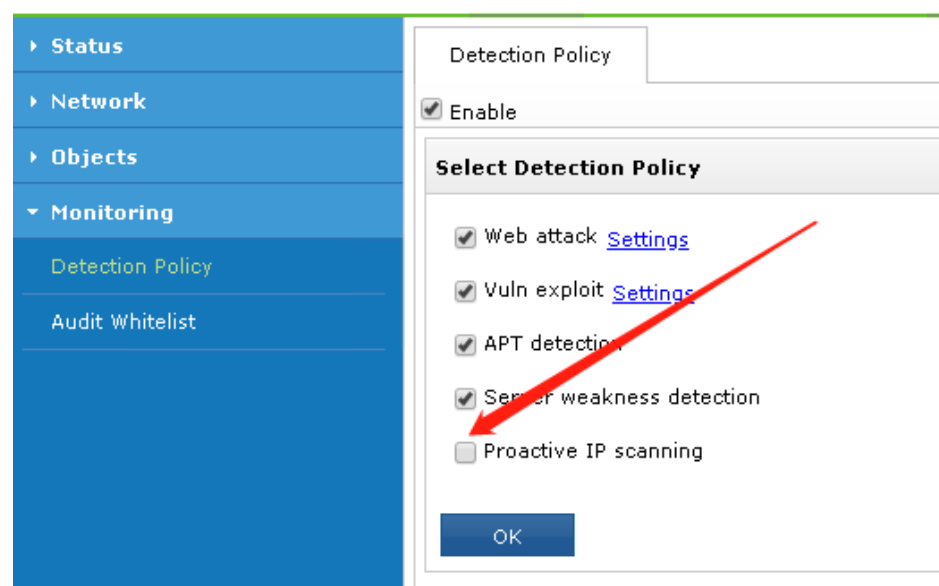 Status
Network
Objects
Monitoring
Detection Policy
Audit Whitelist
Detection Policy
Enable
Select Detection Policy
Web attack Settings
Vuln exploit Settings
APT detection
Server weakness detection
Proactive IP scanning
OK